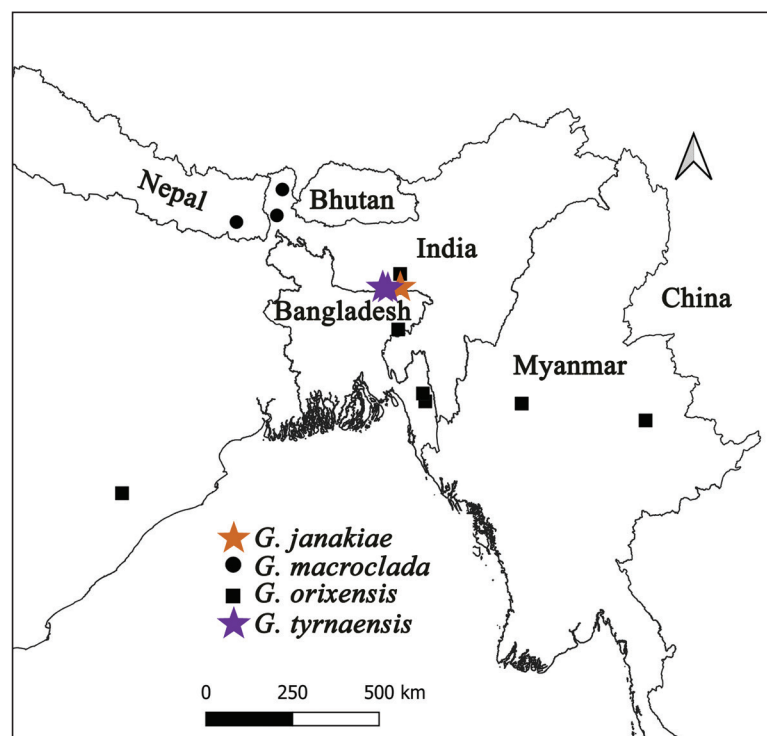 Nepal
Bhutan
India
Bangladesh
China
Myanmar
G. janakiae
G. macroclada
G. orixensis
G. tyrnaensis
0 250 500 km